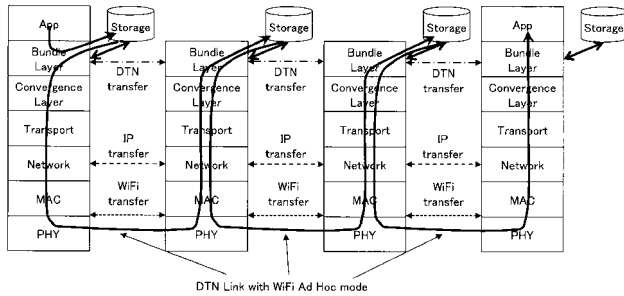 App
Storage
Storage
Storage
App
Storage
Bundle
Layer
DTN
transfer
Bundle
Layer
DTN
transfer
Bundle
Layer
DTN
transfer
Bundle
Layer
Convergence
Layer
Convergence
Layer
Convergence
Layer
Convergence
Layer
Transport
IP
transfer
Transport
IP
transfer
Transport
IP
transfer
Transport
Network
Network
Network
Network
WiFi
transfer
WiFi
transfer
WiFi
transfer
MAC
MAC
MAC
MAC
PHY
PHY
PHY
PHY
DTN Link with WiFi Ad Hoc mode